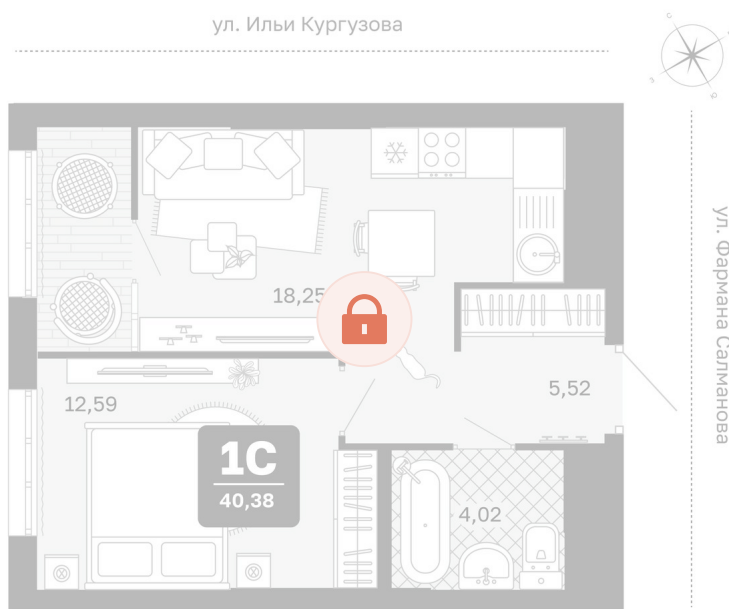 ул. Ильи Кургузова
с
з
ю
ул. Фармана Салманова
18,25
5,52
12,59
1С
40,38
4,02